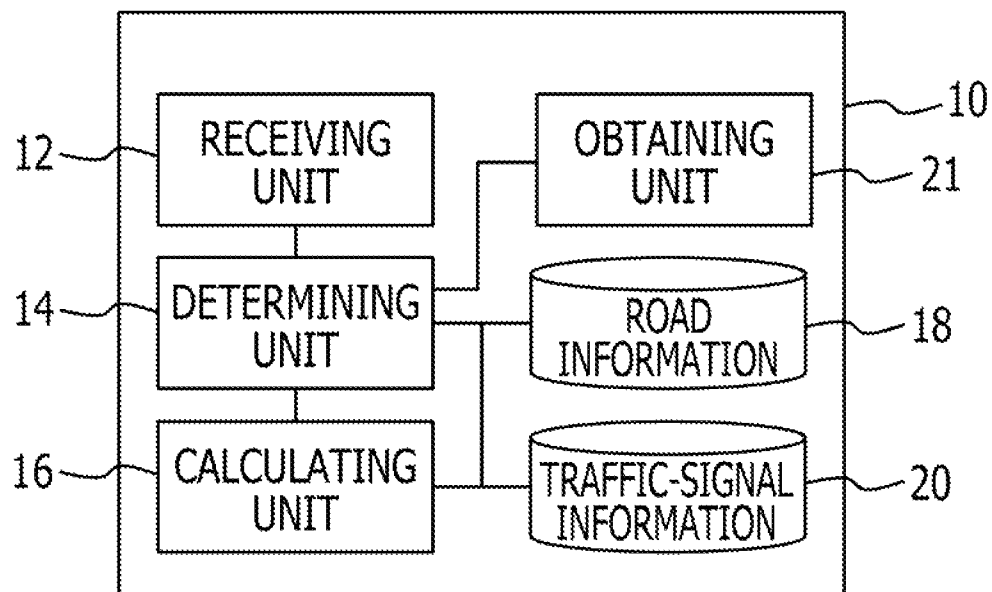 10
12
RECEIVING
UNIT
OBTAINING
UNIT
21
14
DETERMINING
UNIT
ROAD
INFORMATION
18
16
CALCULATING
UNIT
TRAFFIC-SIGNAL
INFORMATION
20